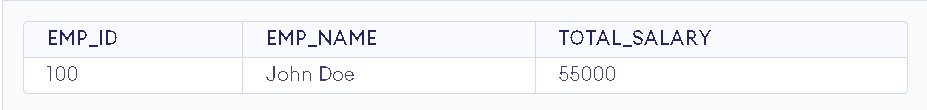 EMP_ID EMP_NAME TOTAL_SALARY
100 John Doe 55000